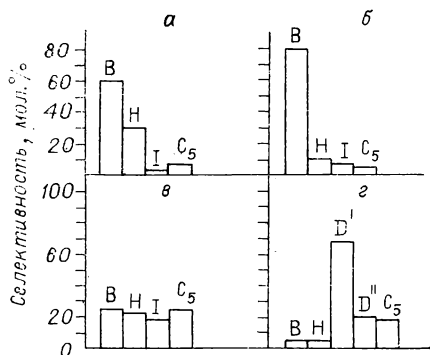 а б
Селективность, мол.%
80
60
40
20
B H I C₅
B H I C₅
в г
100
60
20
0
B H I C₅
B H D' D'' C₅